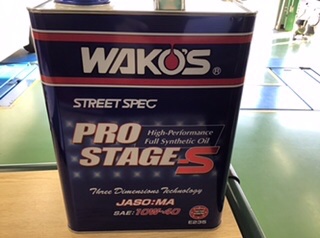 WAKO'S®
STREET SPEC
PRO
STAGE-S
High-Performance
Full Synthetic Oil
Three Dimensions Technology
JASO:MA
SAE:10W-40
E235